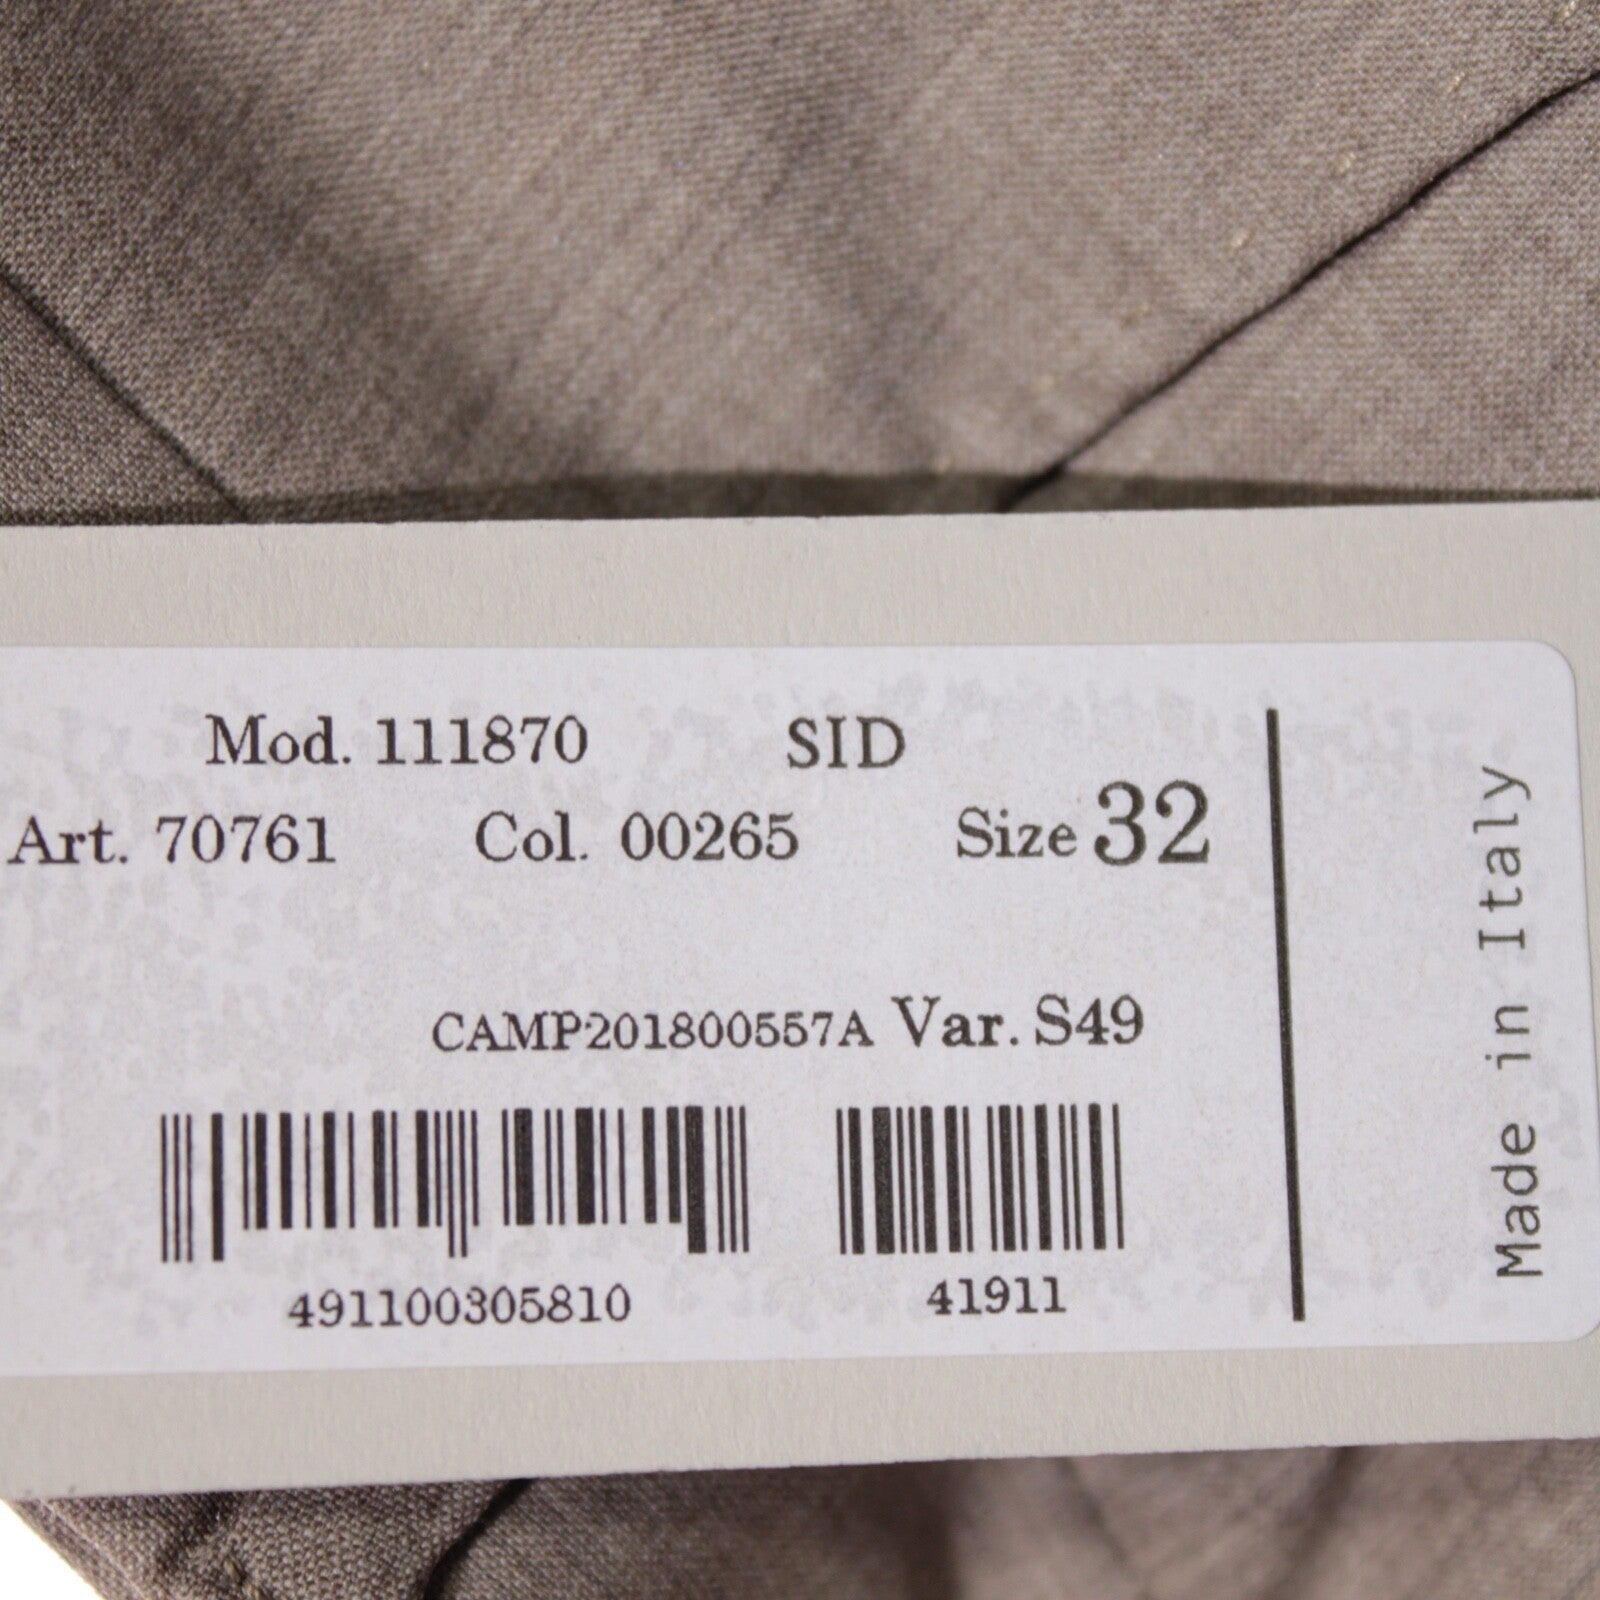 Mod. 111870 SID
Art. 70761 Col. 00265 Size 32
CAMP201800557A Var. S49
491100305810 41911
Made in Italy